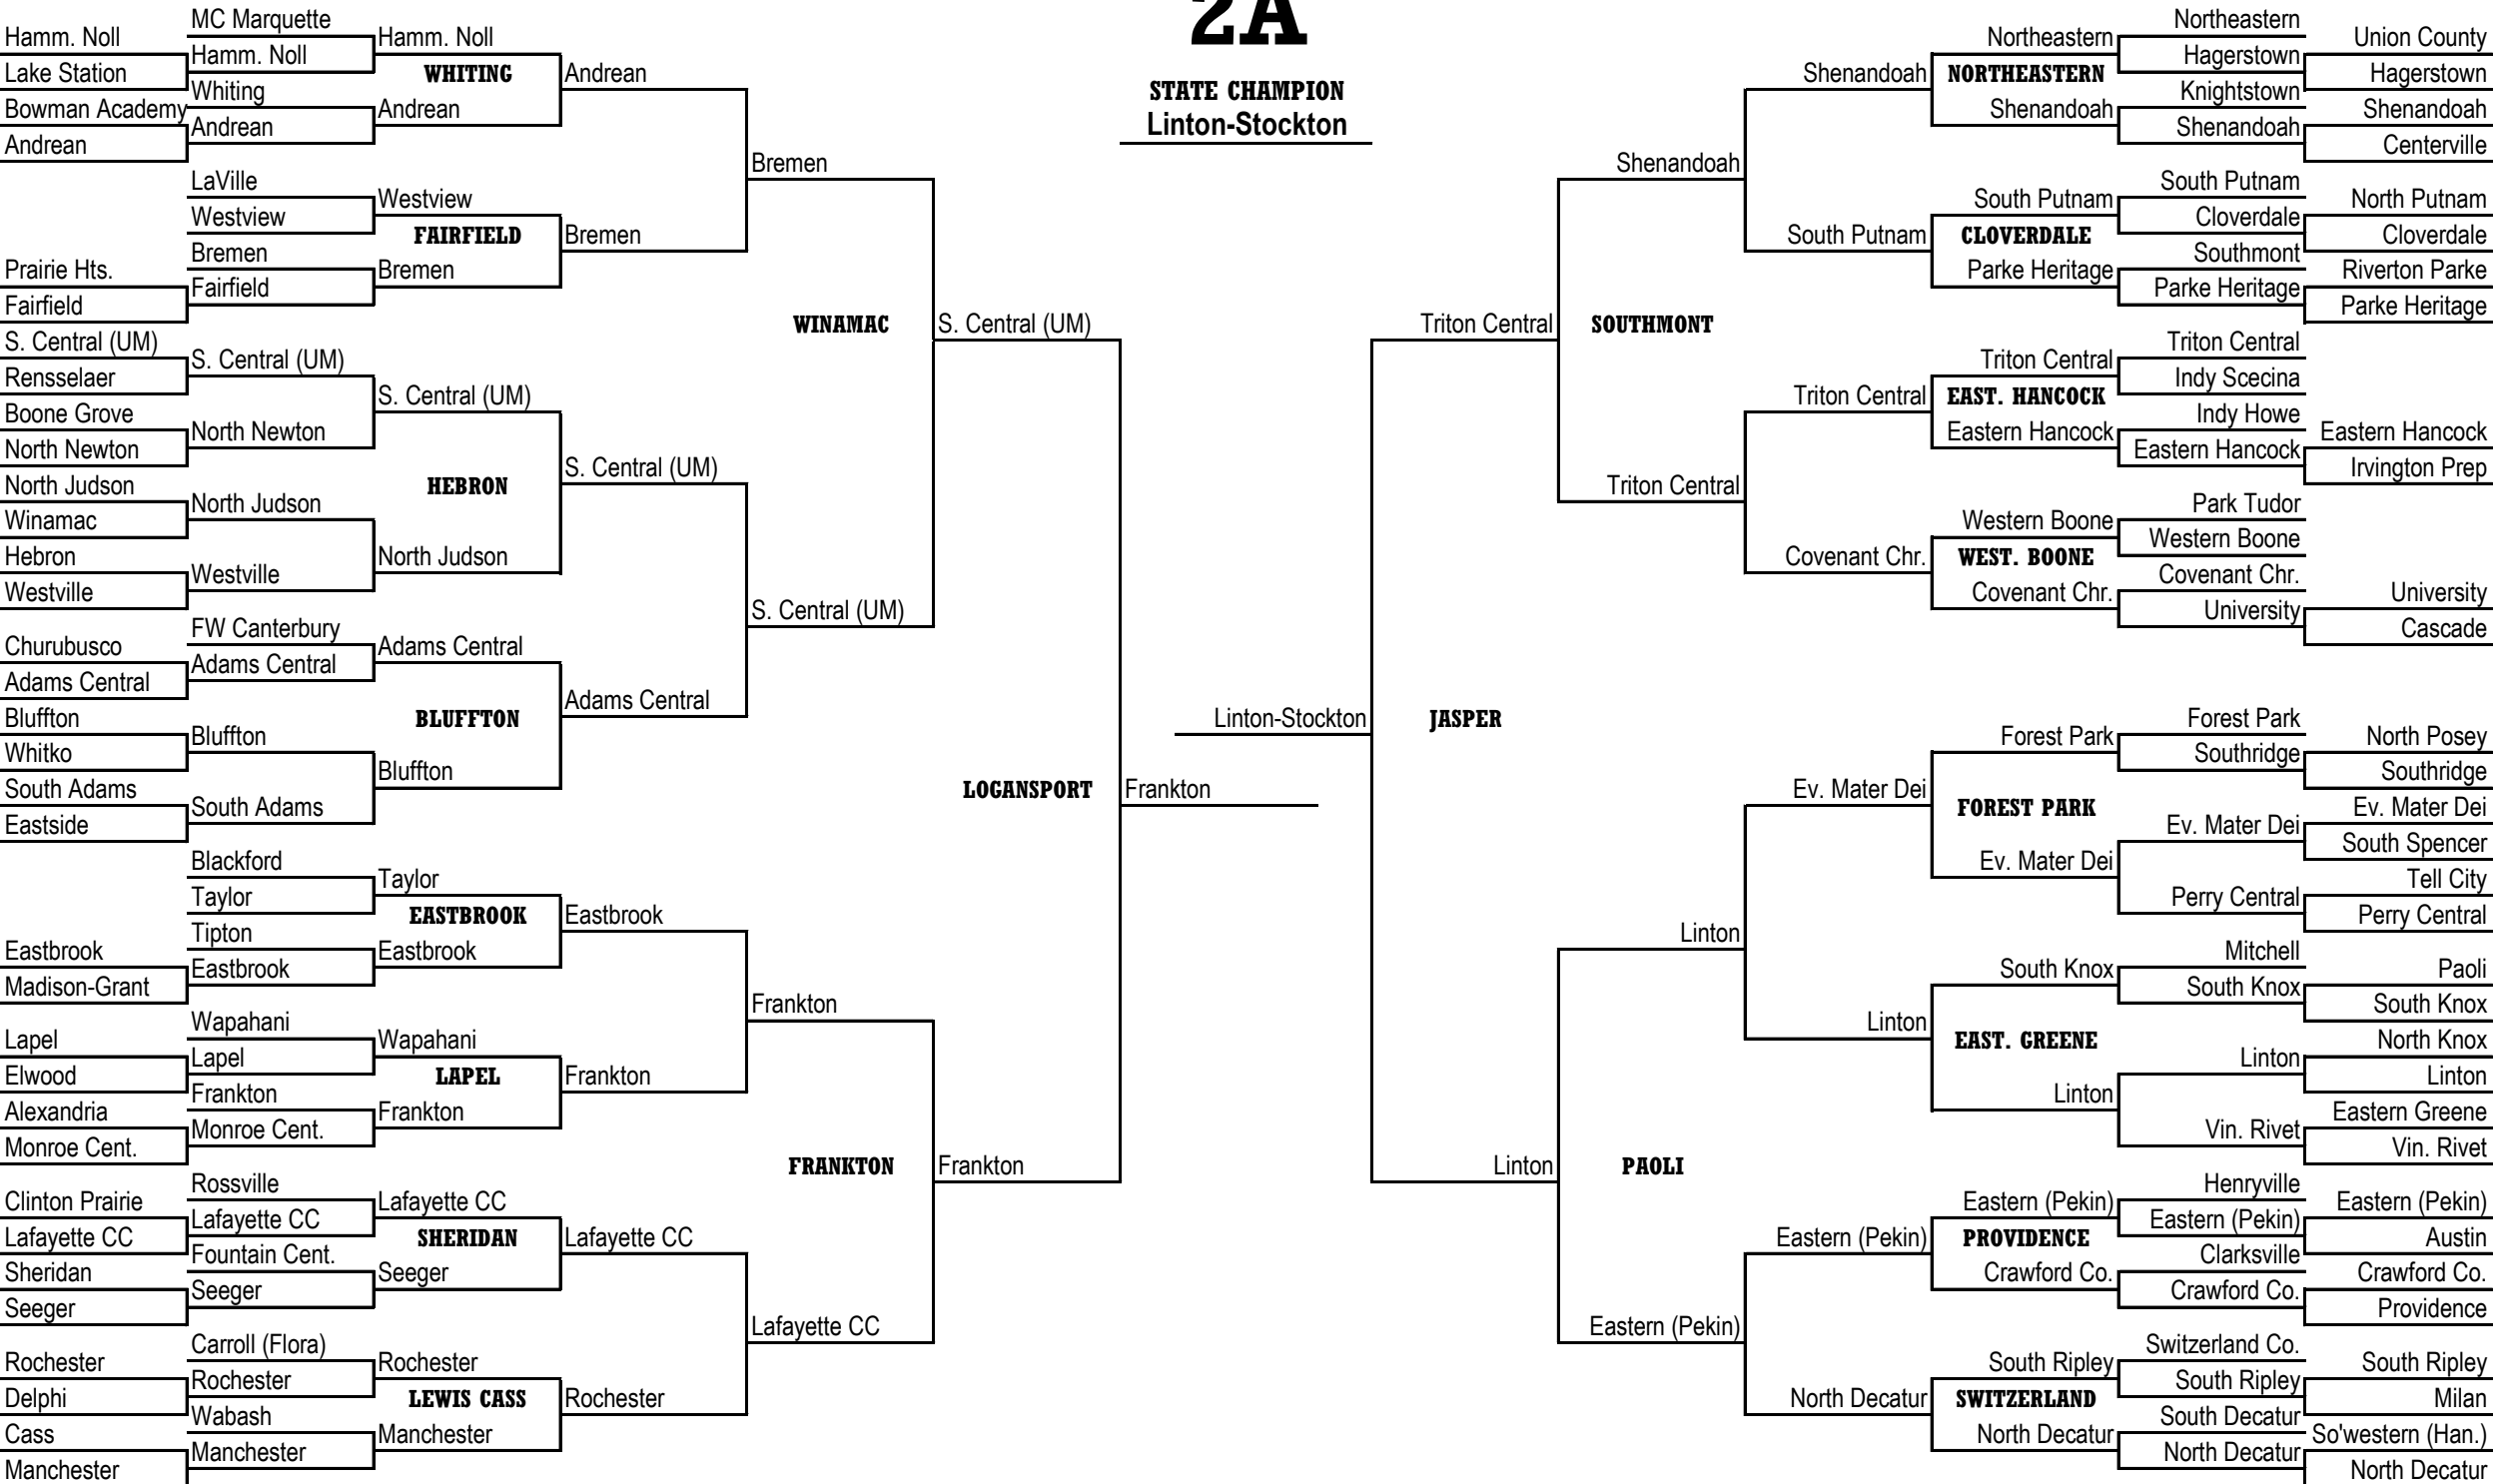 2A
STATE CHAMPION
Linton-Stockton
Hamm. Noll
Lake Station
Bowman Academy
Andrean
Prairie Hts.
Fairfield
S. Central (UM)
Rensselaer
Boone Grove
North Newton
North Judson
Winamac
Hebron
Westville
Churubusco
Adams Central
Bluffton
Whitko
South Adams
Eastside
Eastbrook
Madison-Grant
Lapel
Elwood
Alexandria
Monroe Cent.
Clinton Prairie
Lafayette CC
Sheridan
Seeger
Rochester
Delphi
Cass
Manchester
MC Marquette
Hamm. Noll
Whiting
Andrean
LaVille
Westview
Bremen
Fairfield
S. Central (UM)
North Newton
North Judson
Westville
FW Canterbury
Adams Central
Bluffton
South Adams
Blackford
Taylor
Tipton
Eastbrook
Wapahani
Lapel
Frankton
Monroe Cent.
Rossville
Lafayette CC
Fountain Cent.
Seeger
Carroll (Flora)
Rochester
Wabash
Manchester
Hamm. Noll
WHITING
Andrean
Westview
FAIRFIELD
Bremen
S. Central (UM)
HEBRON
North Judson
Adams Central
BLUFFTON
Bluffton
Taylor
EASTBROOK
Eastbrook
Wapahani
LAPEL
Frankton
Lafayette CC
SHERIDAN
Seeger
Rochester
LEWIS CASS
Manchester
Andrean
Bremen
S. Central (UM)
Adams Central
Eastbrook
Frankton
Lafayette CC
Rochester
Bremen
WINAMAC
S. Central (UM)
Frankton
FRANKTON
Lafayette CC
S. Central (UM)
LOGANSPORT
Frankton
Frankton
Linton-Stockton
Triton Central
JASPER
Linton
Shenandoah
SOUTHMONT
Triton Central
Linton
PAOLI
Eastern (Pekin)
Shenandoah
South Putnam
Triton Central
Covenant Chr.
Ev. Mater Dei
Linton
Eastern (Pekin)
North Decatur
Northeastern
NORTHEASTERN
Shenandoah
South Putnam
CLOVERDALE
Parke Heritage
Triton Central
EAST. HANCOCK
Eastern Hancock
Western Boone
WEST. BOONE
Covenant Chr.
Forest Park
FOREST PARK
Ev. Mater Dei
South Knox
EAST. GREENE
Linton
Eastern (Pekin)
PROVIDENCE
Crawford Co.
South Ripley
SWITZERLAND
North Decatur
Northeastern
Hagerstown
Knightstown
Shenandoah
South Putnam
Cloverdale
Southmont
Parke Heritage
Triton Central
Indy Scecina
Indy Howe
Eastern Hancock
Park Tudor
Western Boone
Covenant Chr.
University
Forest Park
Southridge
Ev. Mater Dei
Perry Central
Mitchell
South Knox
Linton
Vin. Rivet
Henryville
Eastern (Pekin)
Clarksville
Crawford Co.
Switzerland Co.
South Ripley
South Decatur
North Decatur
Union County
Hagerstown
Shenandoah
Centerville
North Putnam
Cloverdale
Riverton Parke
Parke Heritage
Eastern Hancock
Irvington Prep
University
Cascade
North Posey
Southridge
Ev. Mater Dei
South Spencer
Tell City
Perry Central
Paoli
South Knox
North Knox
Linton
Eastern Greene
Vin. Rivet
Eastern (Pekin)
Austin
Crawford Co.
Providence
South Ripley
Milan
So'western (Han.)
North Decatur